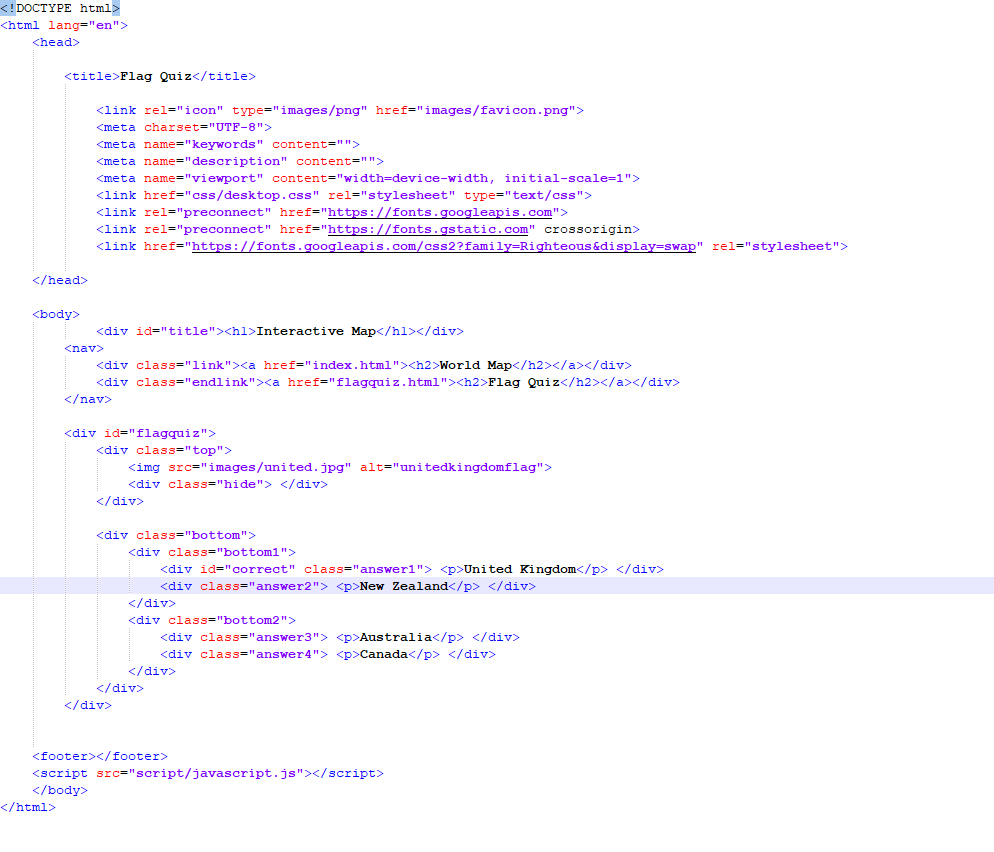 <!DOCTYPE html>
<html lang="en">
<head>
<title>Flag Quiz</title>
<link rel="icon" type="images/png" href="images/favicon.png">
<meta charset="UTF-8">
<meta name="keywords" content="">
<meta name="description" content="">
<meta name="viewport" content="width=device-width, initial-scale=1">
<link href="css/desktop.css" rel="stylesheet" type="text/css">
<link rel="preconnect" href="https://fonts.googleapis.com">
<link rel="preconnect" href="https://fonts.gstatic.com" crossorigin>
<link href="https://fonts.googleapis.com/css2?family=Righteous&display=swap" rel="stylesheet">
</head>
<body>
<div id="title"><h1>Interactive Map</h1></div>
<nav>
<div class="link"><a href="index.html"><h2>World Map</h2></a></div>
<div class="endlink"><a href="flagquiz.html"><h2>Flag Quiz</h2></a></div>
</nav>
<div id="flagquiz">
<div class="top">
<img src="images/united.jpg" alt="unitedkingdomflag">
<div class="hide"> </div>
</div>
<div class="bottom">
<div class="bottom1">
<div id="correct" class="answer1"> <p>United Kingdom</p> </div>
<div class="answer2"> <p>New Zealand</p> </div>
</div>
<div class="bottom2">
<div class="answer3"> <p>Australia</p> </div>
<div class="answer4"> <p>Canada</p> </div>
</div>
</div>
</div>
<footer></footer>
<script src="script/javascript.js"></script>
</body>
</html>